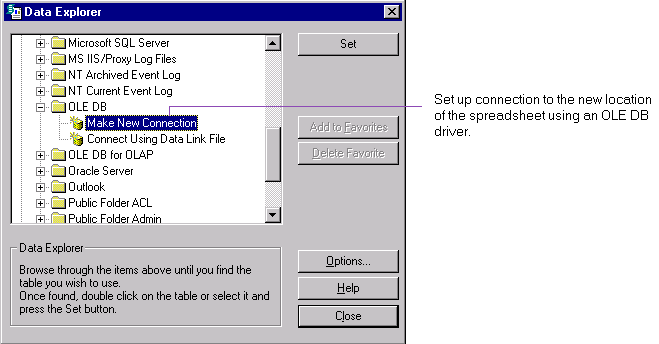 Data Explorer
Microsoft SQL Server
MS IIS/Proxy Log Files
NT Archived Event Log
NT Current Event Log
OLE DB
Make New Connection
Connect Using Data Link File
OLE DB for OLAP
Oracle Server
Outlook
Public Folder ACL
Public Folder Admin
Set
Add to Favorites
Delete Favorite
Set up connection to the new location
of the spreadsheet using an OLE DB
driver.
Data Explorer
Browse through the items above until you find the
table you wish to use.
Once found, double click on the table or select it and
press the Set button.
Options...
Help
Close